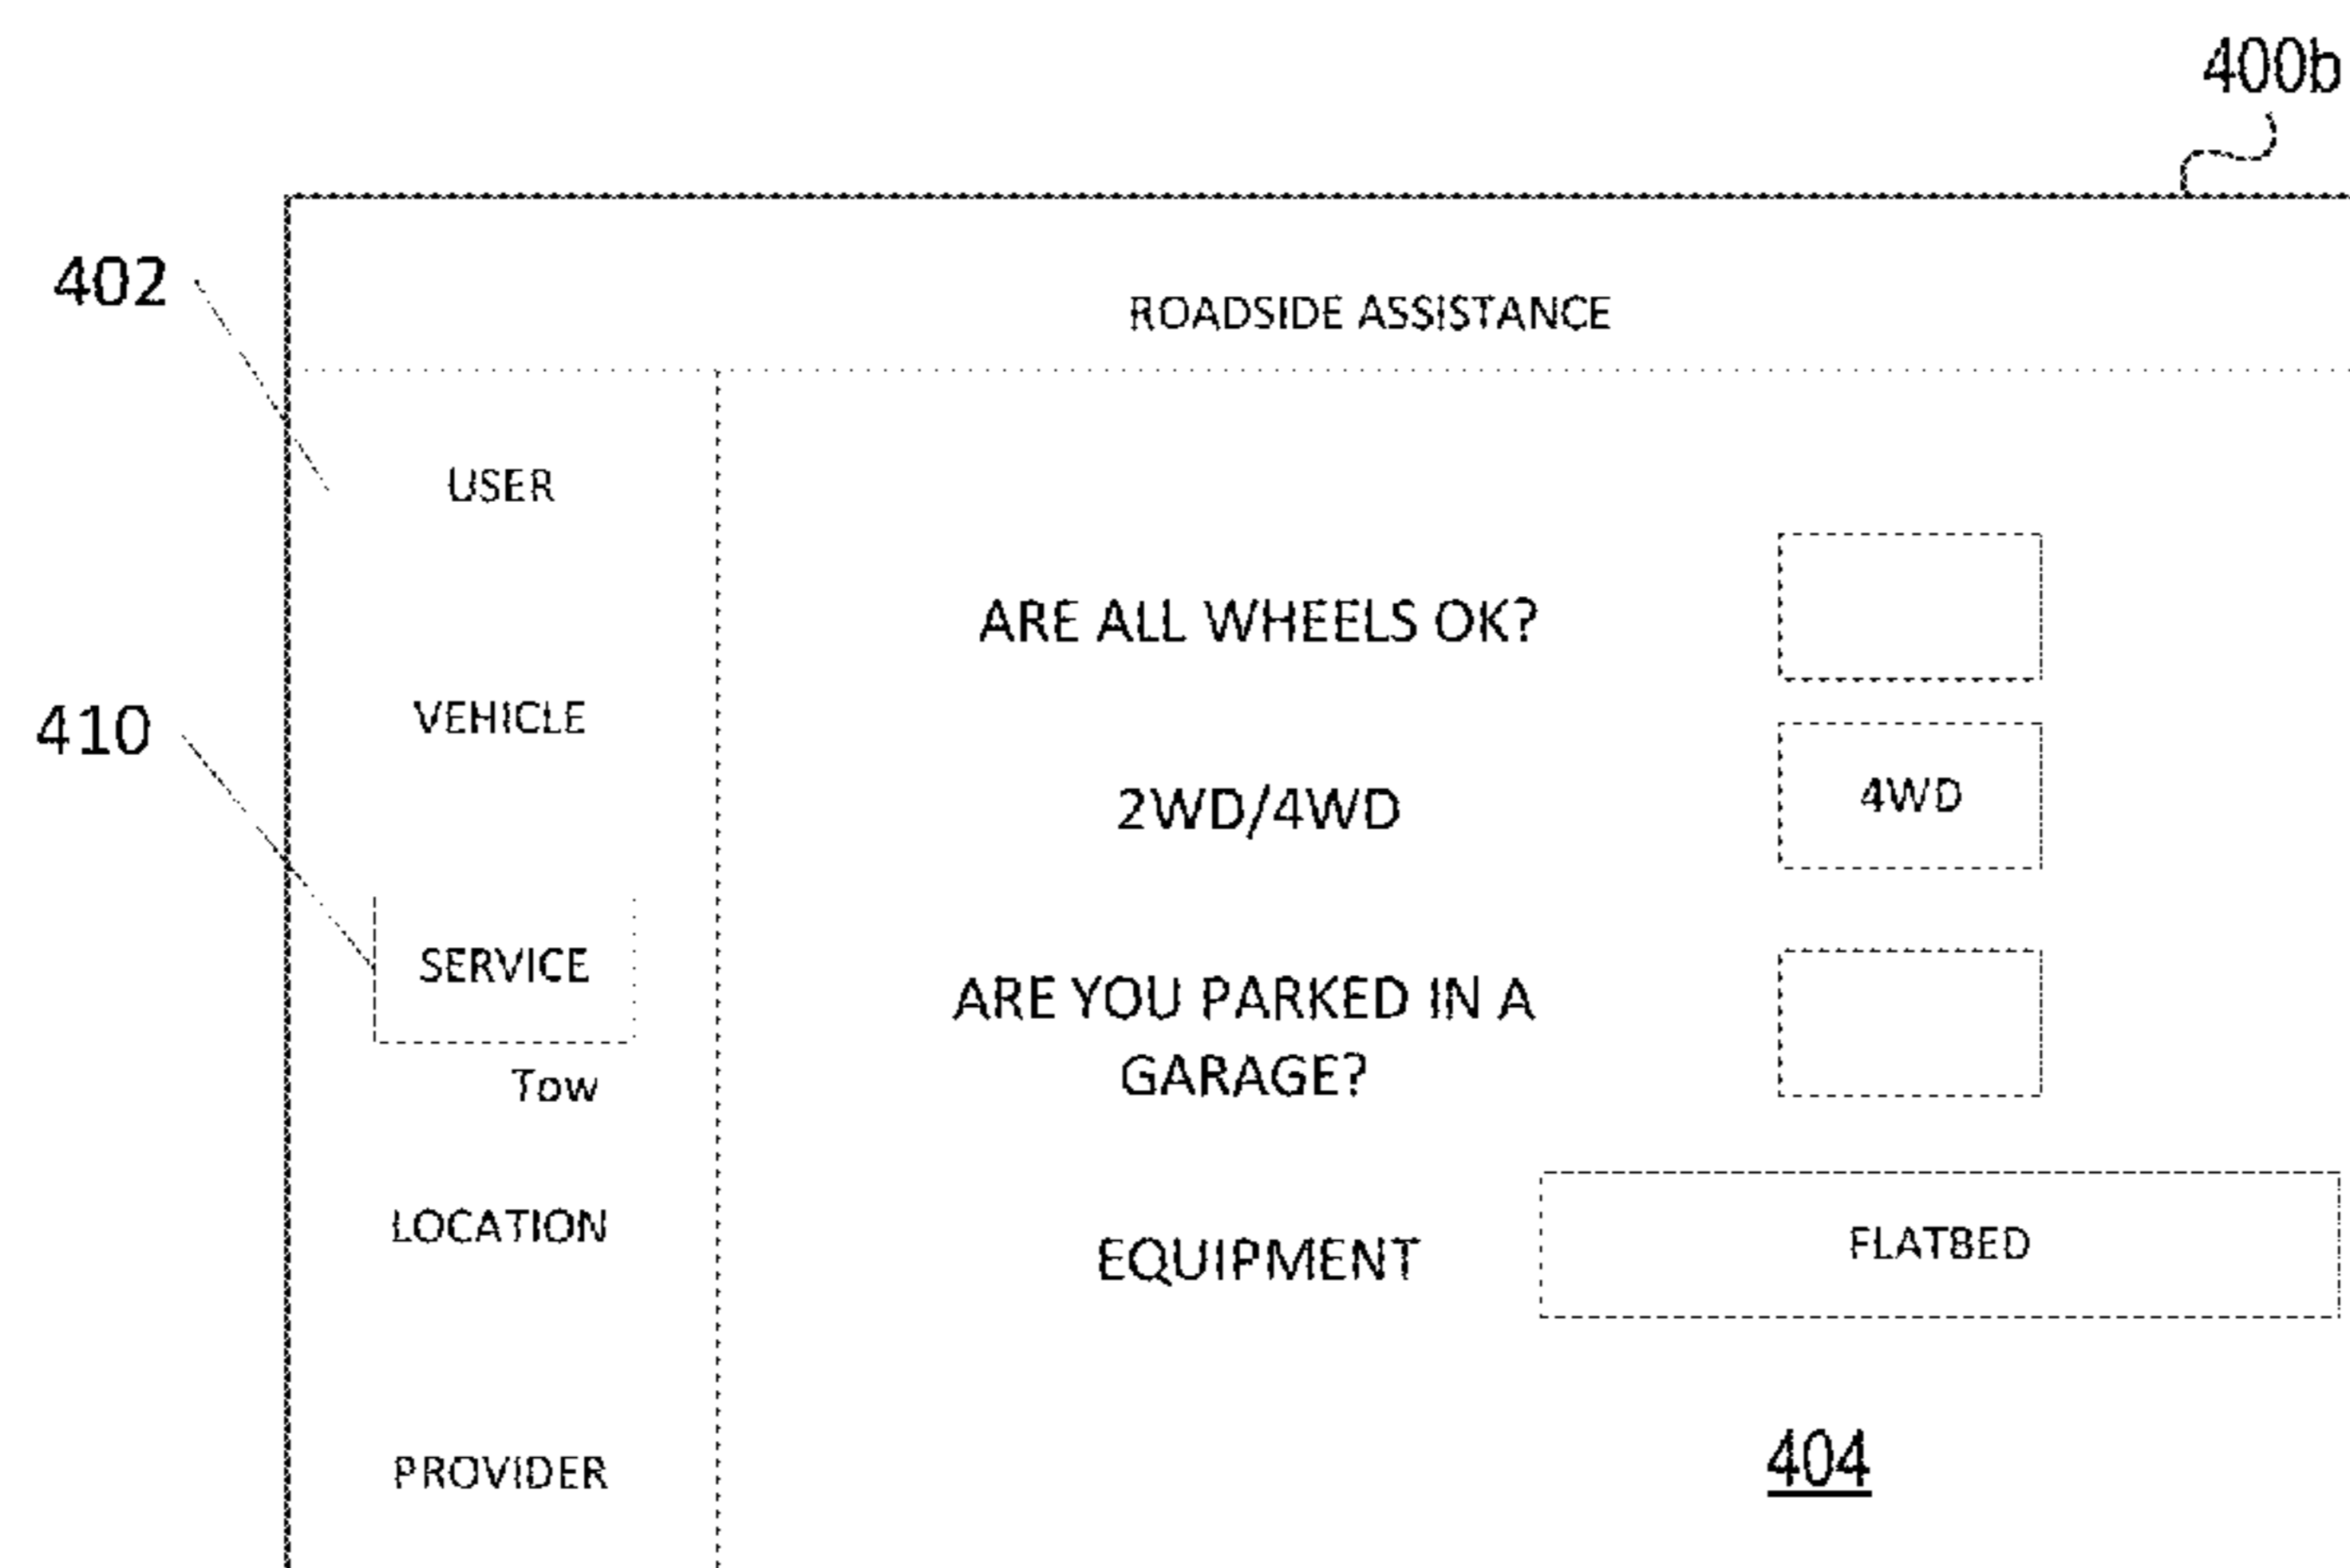 400b
402
ROADSIDE ASSISTANCE
USER
ARE ALL WHEELS OK?
VEHICLE
410
2WD/4WD
4WD
SERVICE
Tow
ARE YOU PARKED IN A
GARAGE?
LOCATION
EQUIPMENT
FLATBED
PROVIDER
404